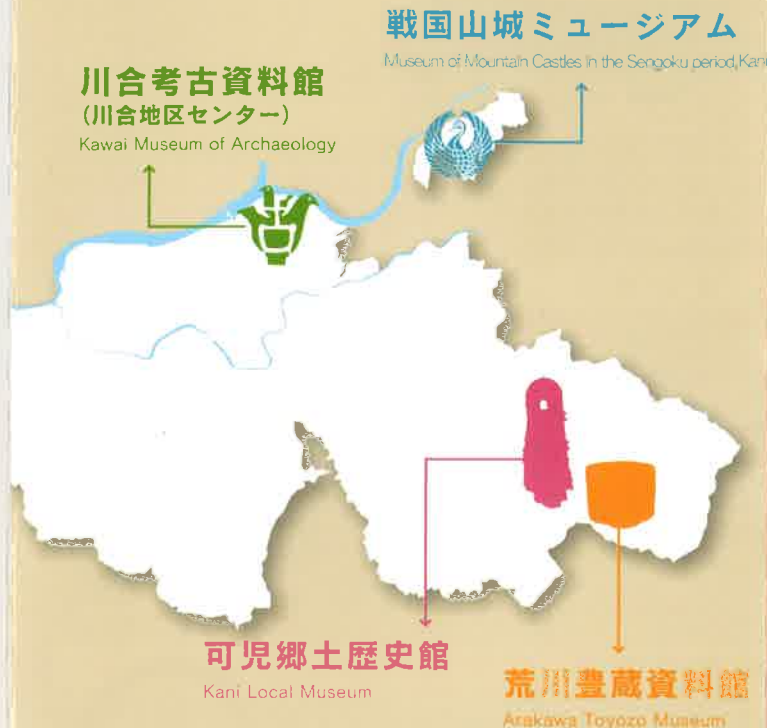 戦国山城ミュージアム
Museum of Mountain Castles in the Sengoku period,Kani
川合考古資料館
(川合地区センター)
Kawai Museum of Archaeology
可児郷土歴史館
Kani Local Museum
荒川豊蔵資料館
Arakawa Toyozo Museum